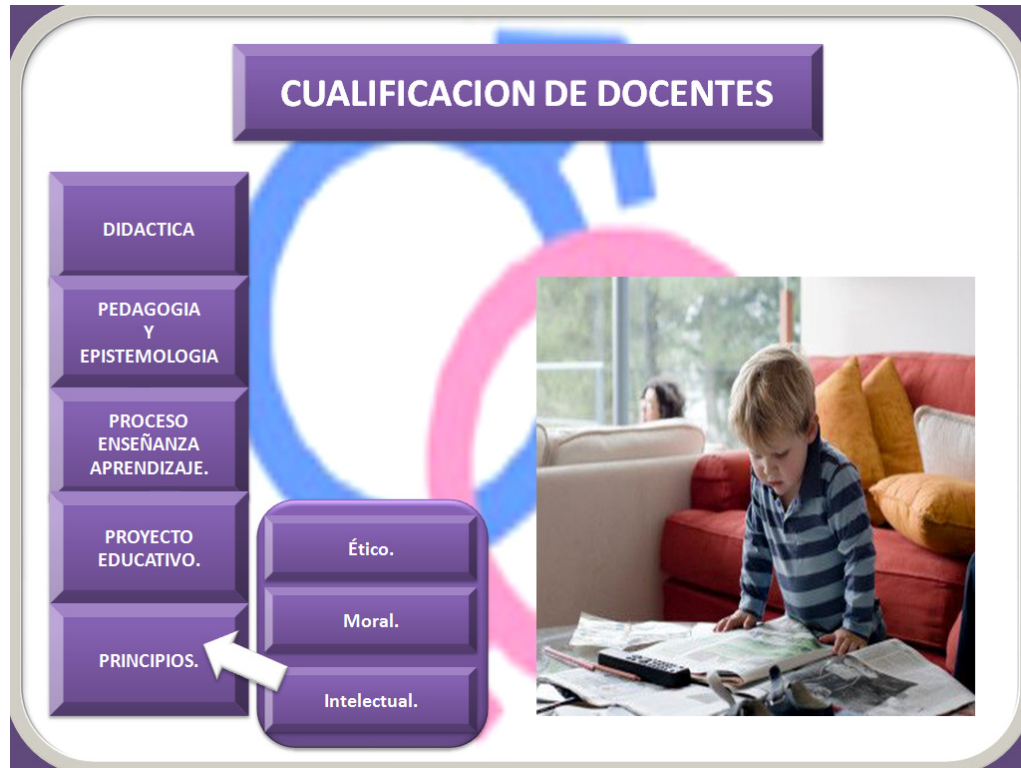 CUALIFICACION DE DOCENTES
DIDACTICA
PEDAGOGIA
Y
EPISTEMOLOGIA
PROCESO
ENSEÑANZA
APRENDIZAJE.
PROYECTO
EDUCATIVO.
PRINCIPIOS.
Ético.
Moral.
Intelectual.